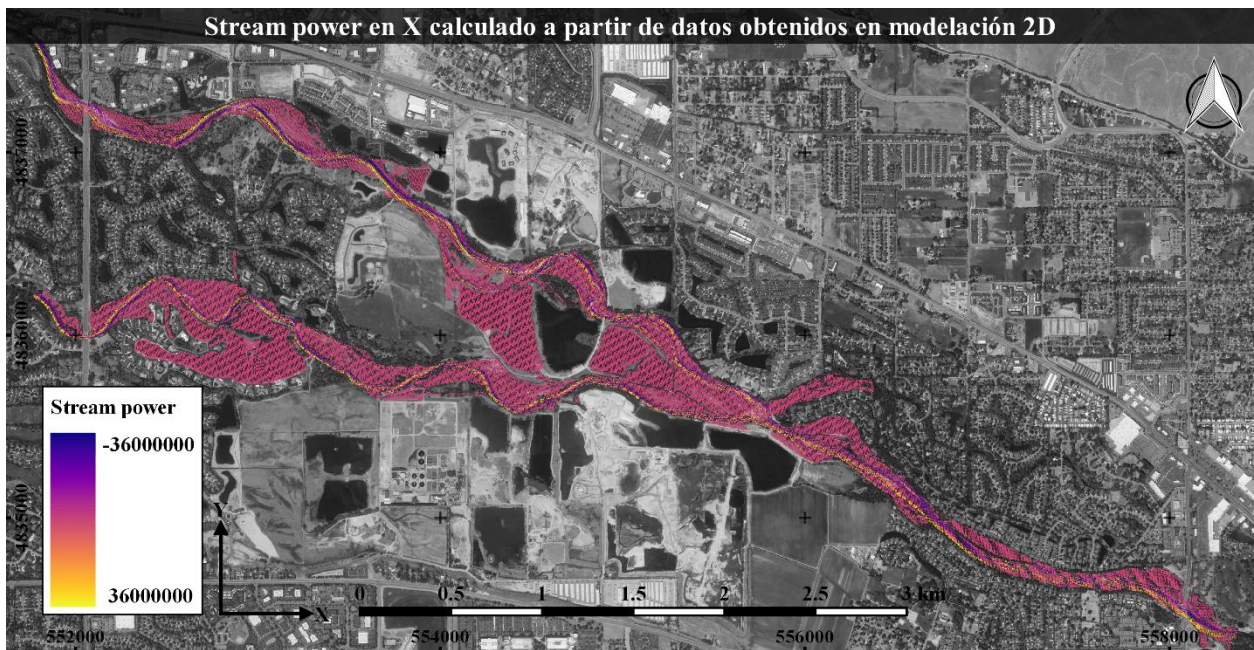 Stream power en X calculado a partir de datos obtenidos en modelación 2D
4837000
4836000
4835000
Stream power
-36000000
36000000
Y
X
0 0.5 1 1.5 2 2.5 3 km
552000 554000 556000 558000